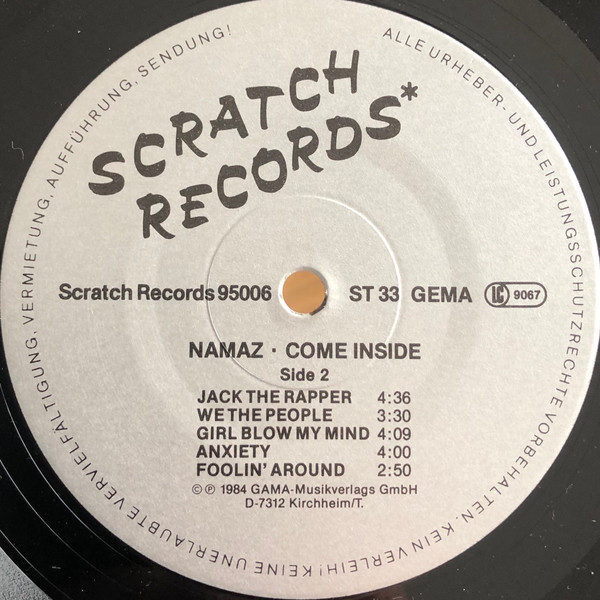 SCRATCH
RECORDS*
Scratch Records 95006
ST 33 GEMA LC 9067
NAMAZ · COME INSIDE
Side 2
JACK THE RAPPER 4:36
WE THE PEOPLE 3:30
GIRL BLOW MY MIND 4:09
ANXIETY 4:00
FOOLIN' AROUND 2:50
© ℗ 1984 GAMA-Musikverlags GmbH
D-7312 Kirchheim/T.
ALLE URHEBER- UND LEISTUNGSSCHUTZRECHTE VORBEHALTEN. KEIN VERLEIH! KEINE UNERLAUBTE VERVIELFÄLTIGUNG, VERMIETUNG, AUFFÜHRUNG, SENDUNG!